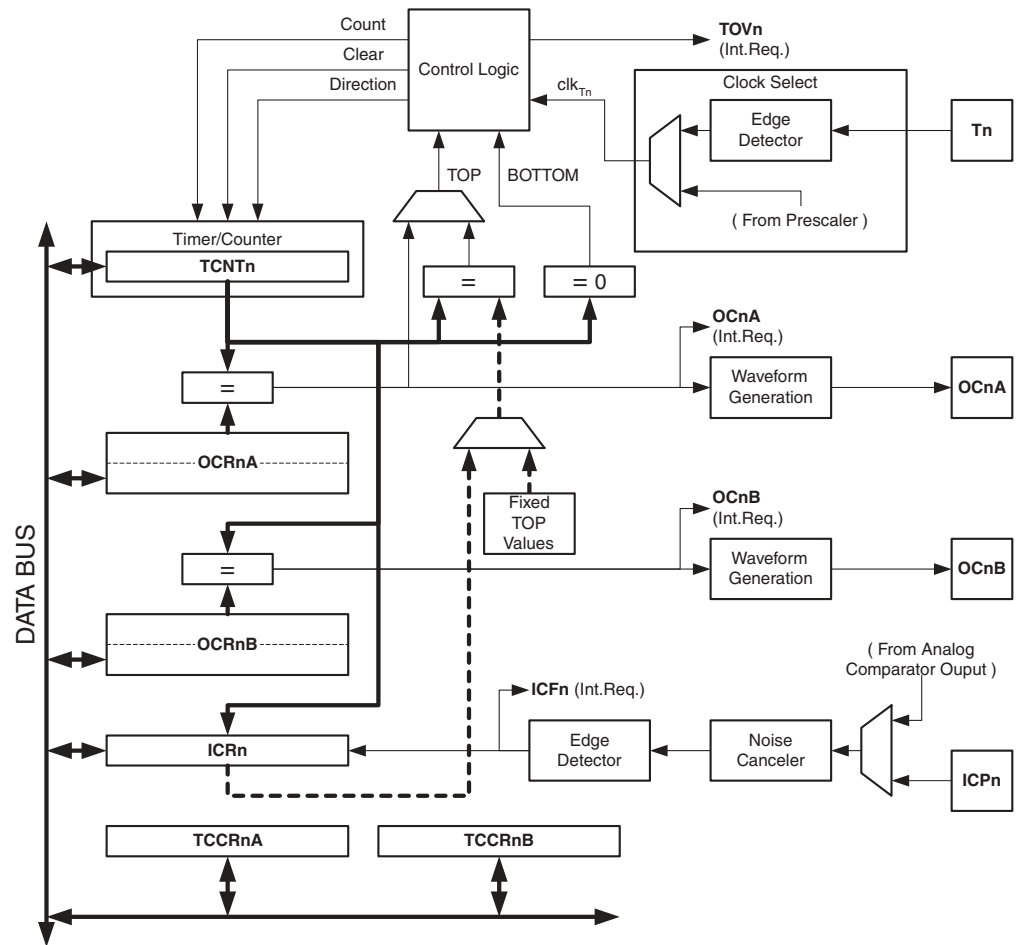 Count
Clear
Direction
Control Logic
TOVn
(Int.Req.)
clkTn
Clock Select
Edge
Detector
Tn
( From Prescaler )
TOP
BOTTOM
Timer/Counter
TCNTn
=
= 0
OCnA
(Int.Req.)
=
Waveform
Generation
OCnA
OCRnA
Fixed
TOP
Values
OCnB
(Int.Req.)
=
Waveform
Generation
OCnB
OCRnB
DATA BUS
( From Analog
Comparator Ouput )
ICFn (Int.Req.)
ICRn
Edge
Detector
Noise
Canceler
ICPn
TCCRnA
TCCRnB